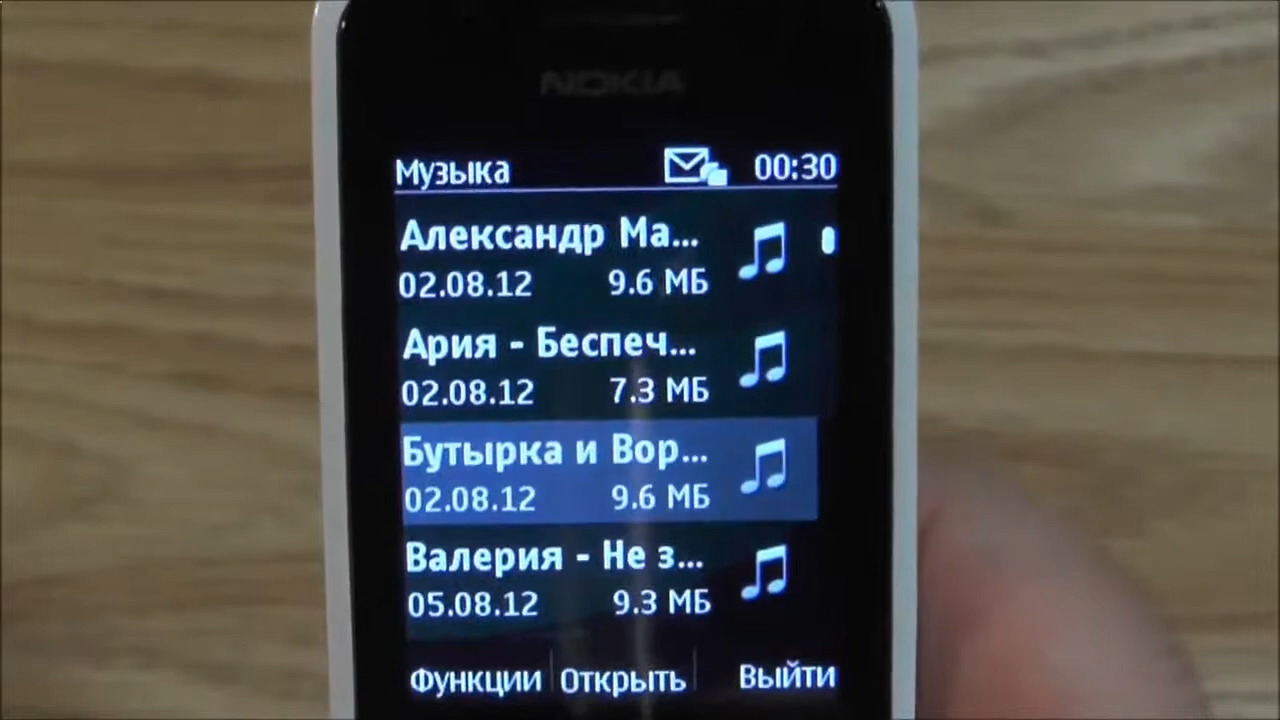 NOKIA
Музыка 00:30
Александр Ма...
02.08.12 9.6 МБ
Ария - Беспеч...
02.08.12 7.3 МБ
Бутырка и Вор...
02.08.12 9.6 МБ
Валерия - Не з...
05.08.12 9.3 МБ
Функции Открыть Выйти